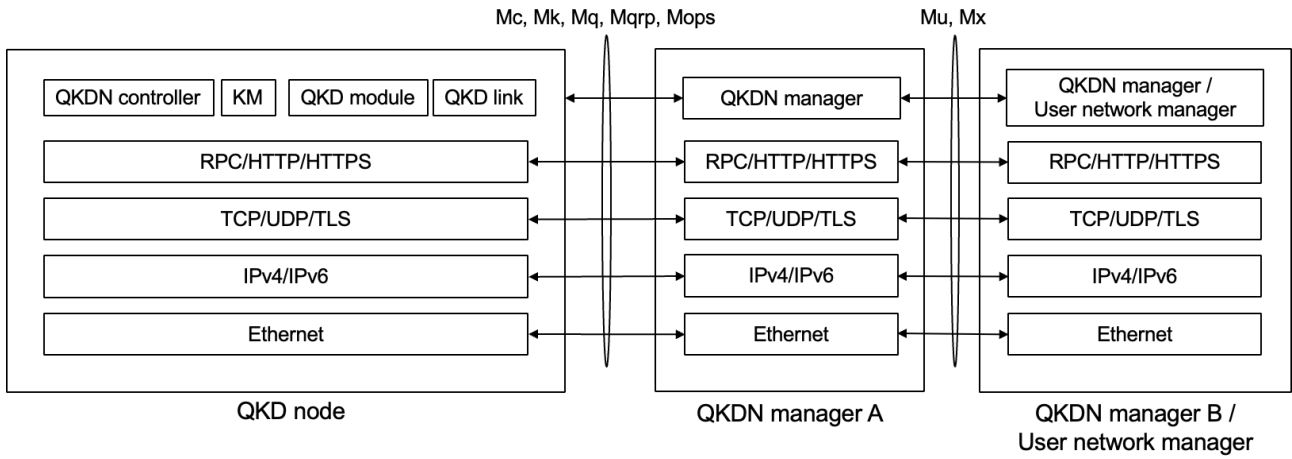 Mc, Mk, Mq, Mqrp, Mops
Mu, Mx
QKDN controller
KM
QKD module
QKD link
QKDN manager
QKDN manager /
User network manager
RPC/HTTP/HTTPS
RPC/HTTP/HTTPS
RPC/HTTP/HTTPS
TCP/UDP/TLS
TCP/UDP/TLS
TCP/UDP/TLS
IPv4/IPv6
IPv4/IPv6
IPv4/IPv6
Ethernet
Ethernet
Ethernet
QKD node
QKDN manager A
QKDN manager B /
User network manager